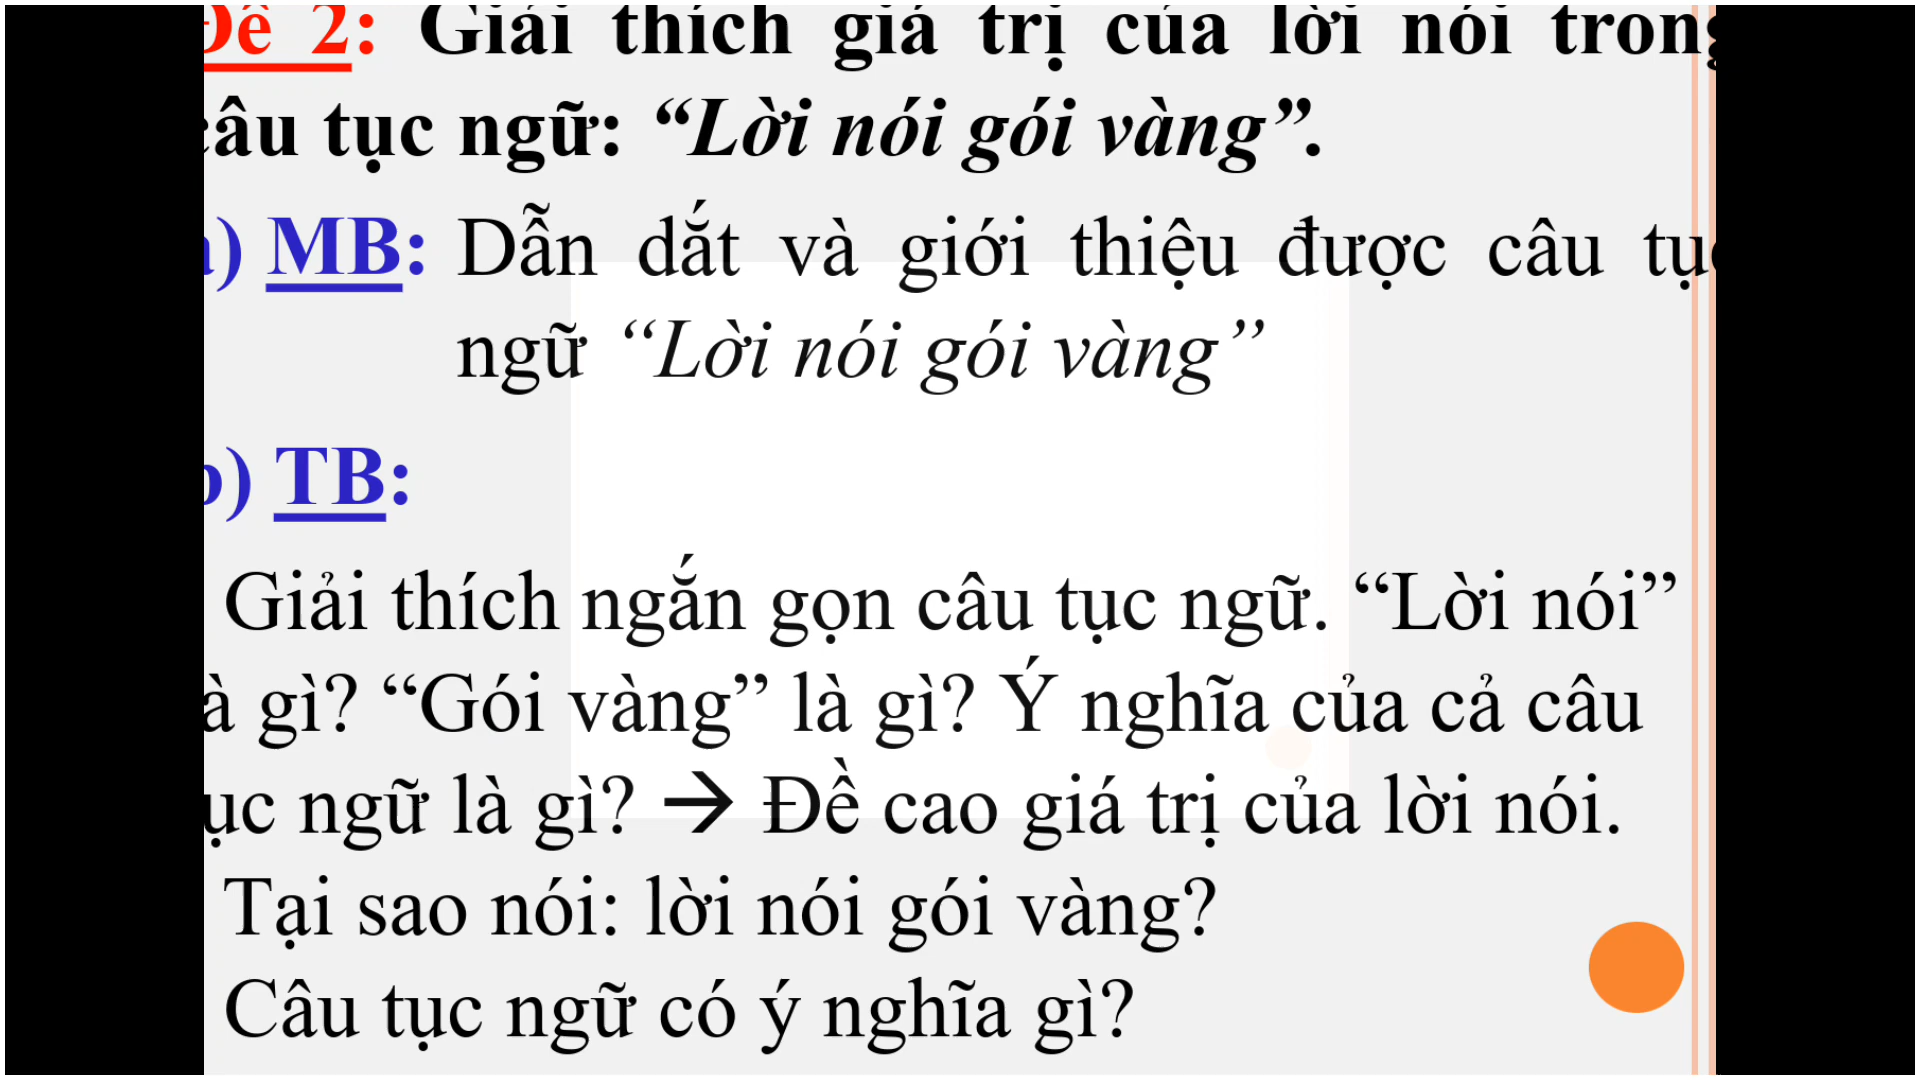 Đề 2: Giải thích giá trị của lời nói trong
câu tục ngữ: “Lời nói gói vàng”.
a) MB: Dẫn dắt và giới thiệu được câu tục
ngữ “Lời nói gói vàng”
b) TB:
Giải thích ngắn gọn câu tục ngữ. “Lời nói”
là gì? “Gói vàng” là gì? Ý nghĩa của cả câu
tục ngữ là gì? → Đề cao giá trị của lời nói.
Tại sao nói: lời nói gói vàng?
Câu tục ngữ có ý nghĩa gì?